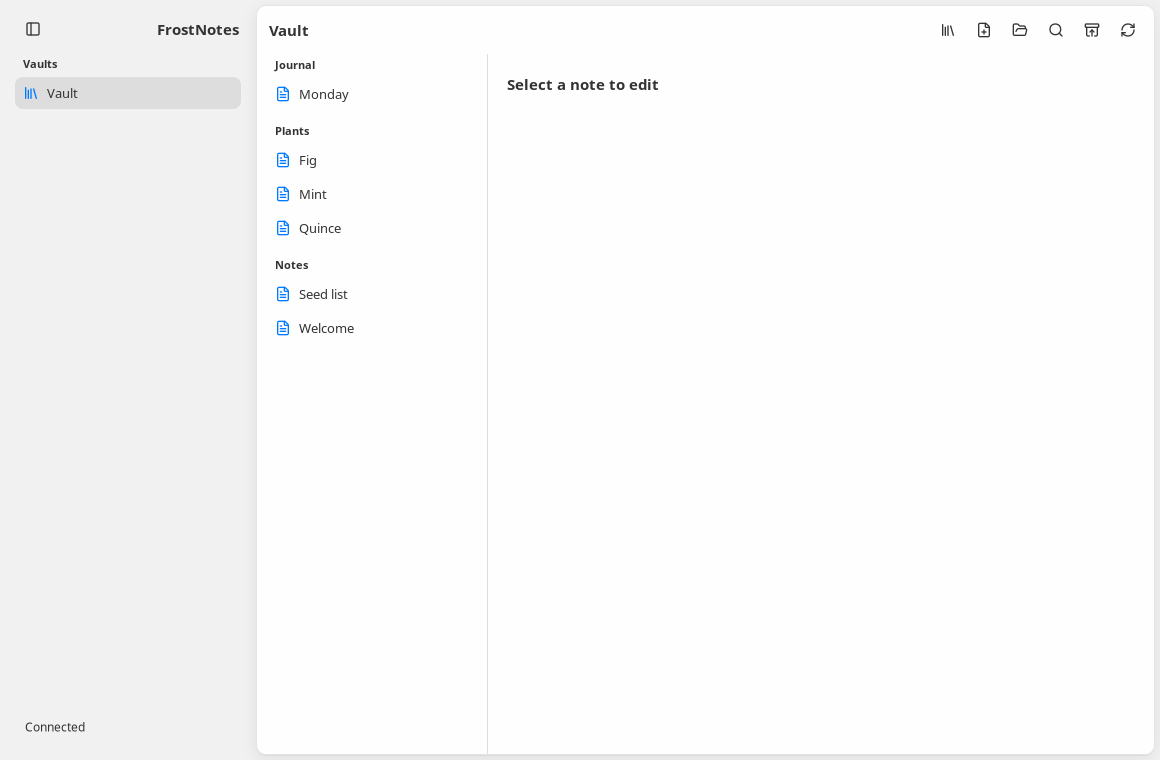 FrostNotes
Vaults
Vault
Connected
Vault
Journal
Monday
Plants
Fig
Mint
Quince
Notes
Seed list
Welcome
Select a note to edit